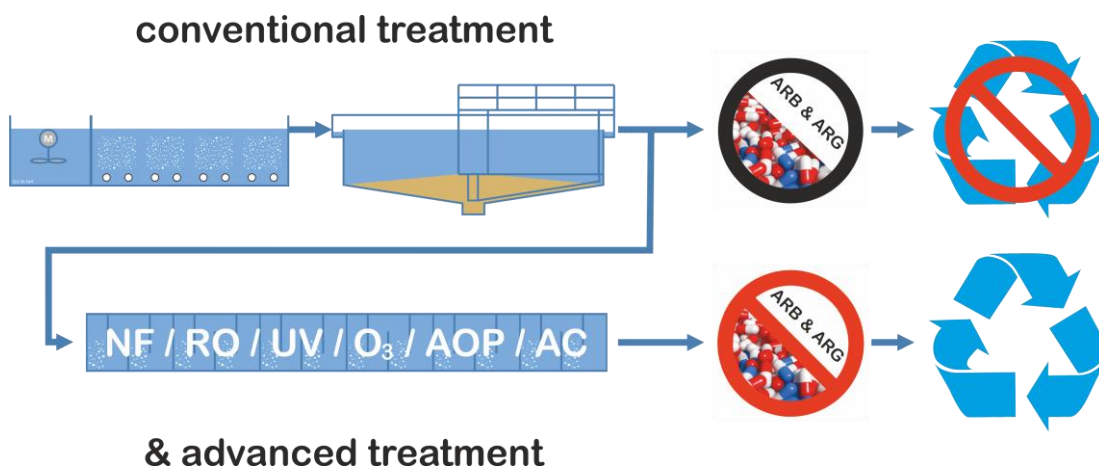 conventional treatment
M
ARB & ARG
NF / RO / UV / O₃ / AOP / AC
ARB & ARG
& advanced treatment